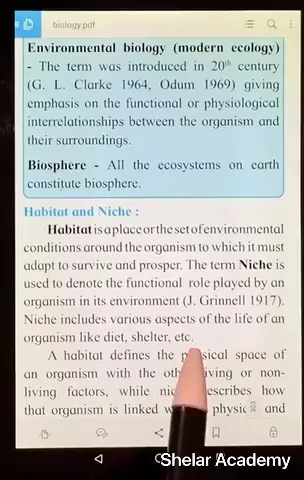 biology.pdf
Environmental biology (modern ecology)
- The term was introduced in 20th century
(G. L. Clarke 1964, Odum 1969) giving
emphasis on the functional or physiological
interrelationships between the organism and
their surroundings.
Biosphere - All the ecosystems on earth
constitute biosphere.
Habitat and Niche :
Habitat is a place or the set of environmental
conditions around the organism to which it must
adapt to survive and prosper. The term Niche is
used to denote the functional role played by an
organism in its environment (J. Grinnell 1917).
Niche includes various aspects of the life of an
organism like diet, shelter, etc.
A habitat defines the space of
an organism with the or non-
living factors, while
how that organism is linked and
Shelar Academy